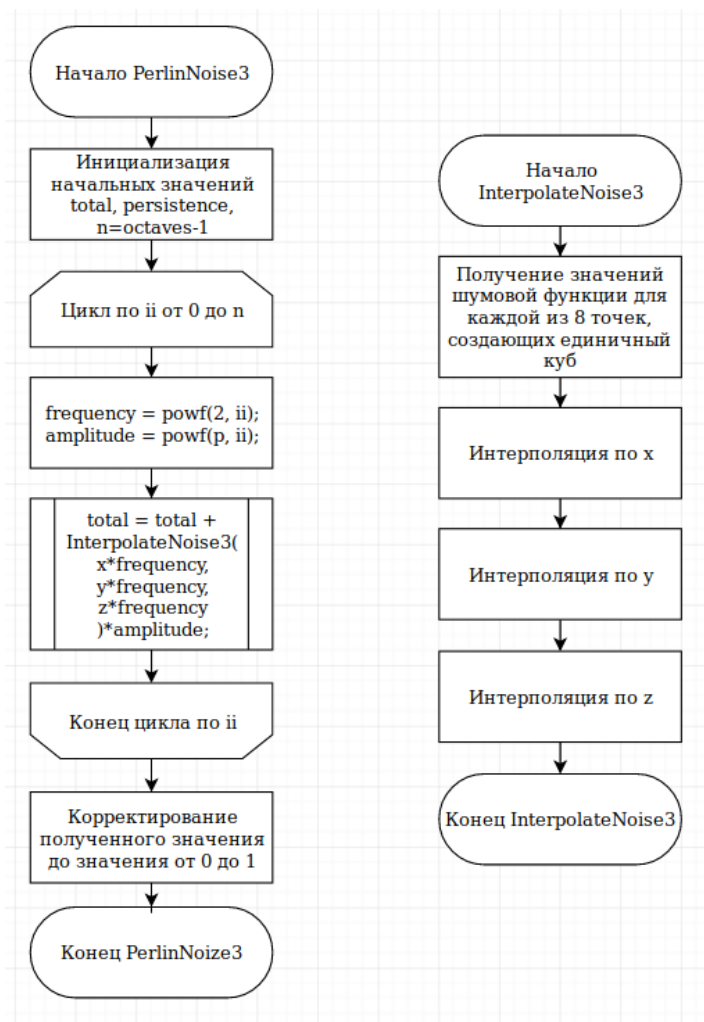 Начало PerlinNoise3
Инициализация
начальных значений
total, persistence,
n=octaves-1
Цикл по ii от 0 до n
frequency = powf(2, ii);
amplitude = powf(p, ii);
total = total +
InterpolateNoise3(
x*frequency,
y*frequency,
z*frequency
)*amplitude;
Конец цикла по ii
Корректирование
полученного значения
до значения от 0 до 1
Конец PerlinNoize3
Начало
InterpolateNoise3
Получение значений
шумовой функции для
каждой из 8 точек,
создающих единичный
куб
Интерполяция по x
Интерполяция по y
Интерполяция по z
Конец InterpolateNoise3